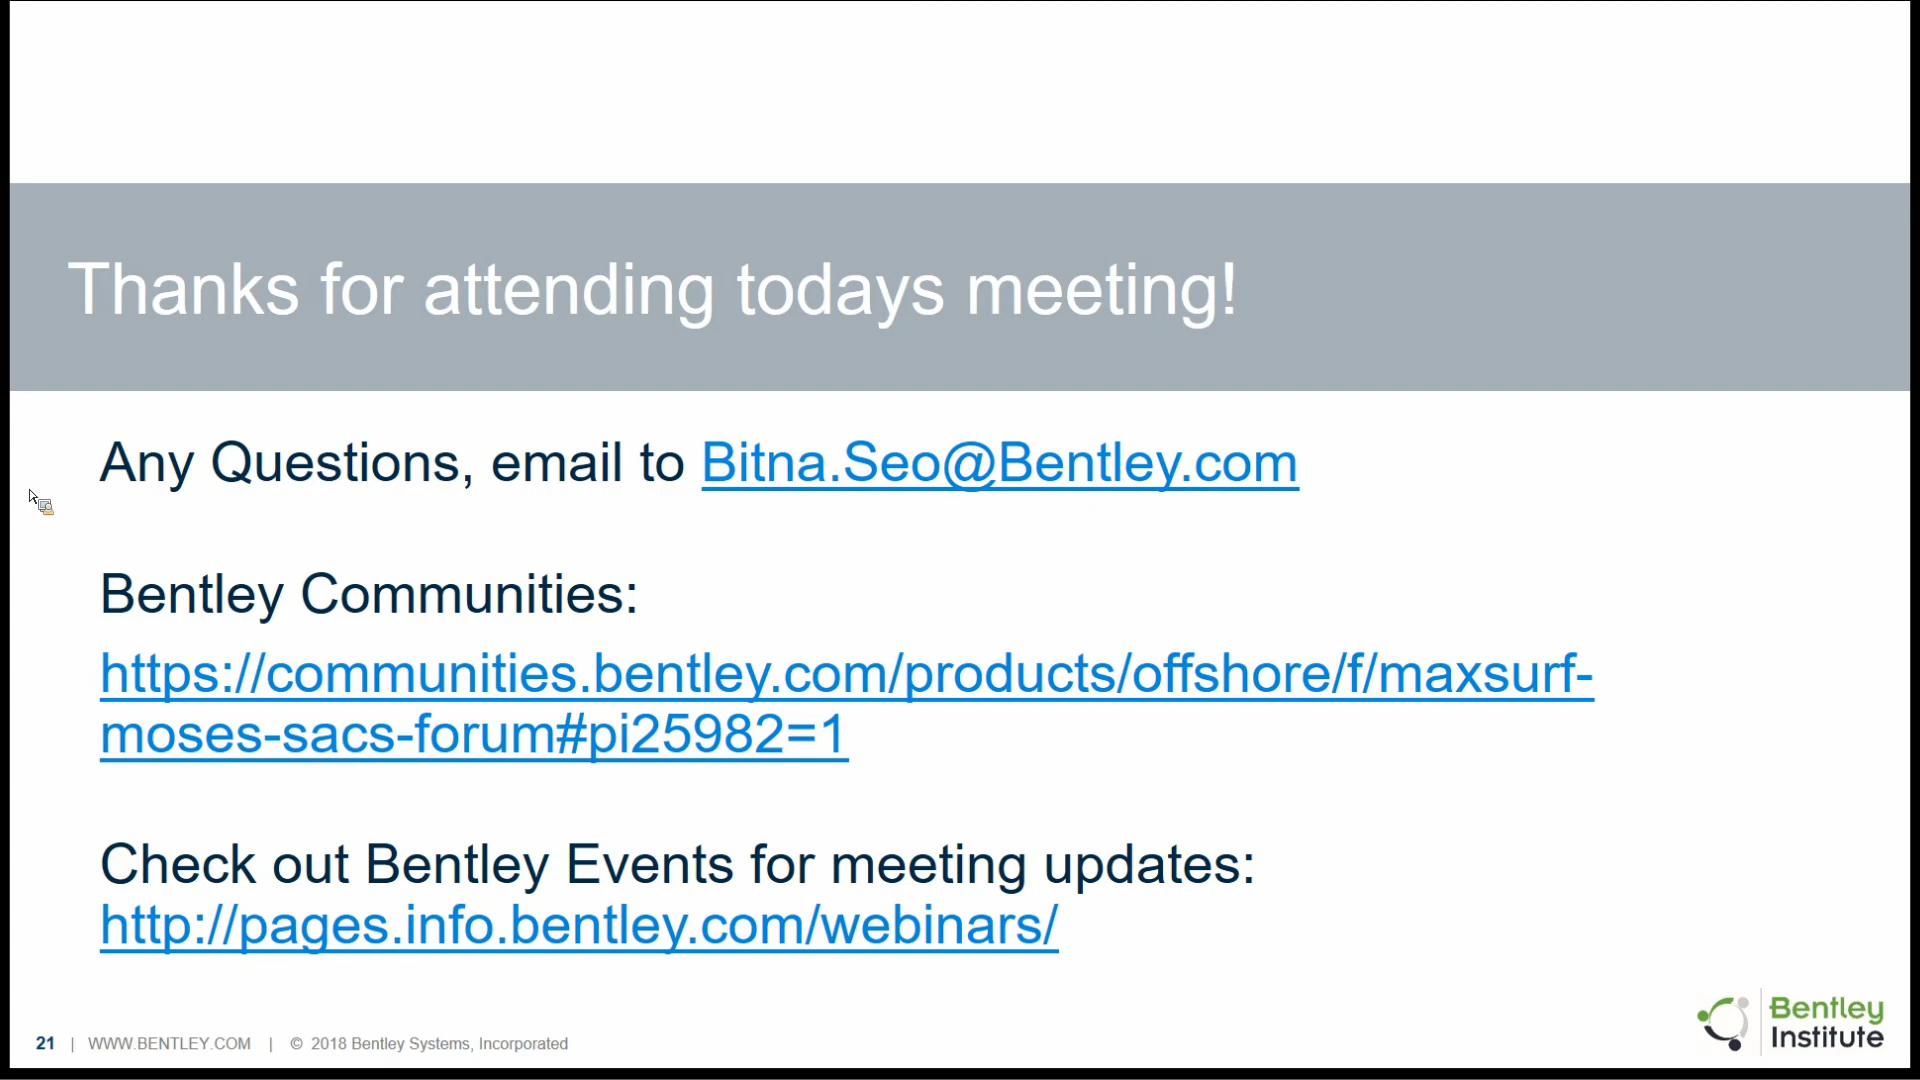 Thanks for attending todays meeting!
Any Questions, email to Bitna.Seo@Bentley.com
Bentley Communities:
https://communities.bentley.com/products/offshore/f/maxsurf-
moses-sacs-forum#pi25982=1
Check out Bentley Events for meeting updates:
http://pages.info.bentley.com/webinars/
21 | WWW.BENTLEY.COM | © 2018 Bentley Systems, Incorporated
Bentley
Institute